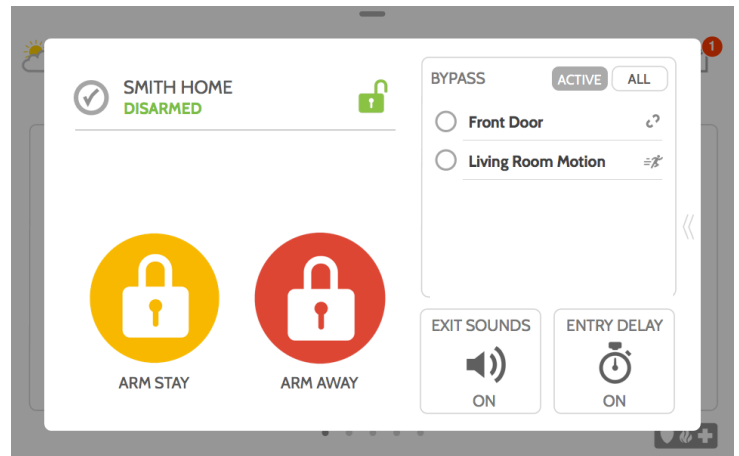 1
SMITH HOME
DISARMED
BYPASS
ACTIVE
ALL
Front Door
Living Room Motion
ARM STAY
ARM AWAY
EXIT SOUNDS
ON
ENTRY DELAY
ON